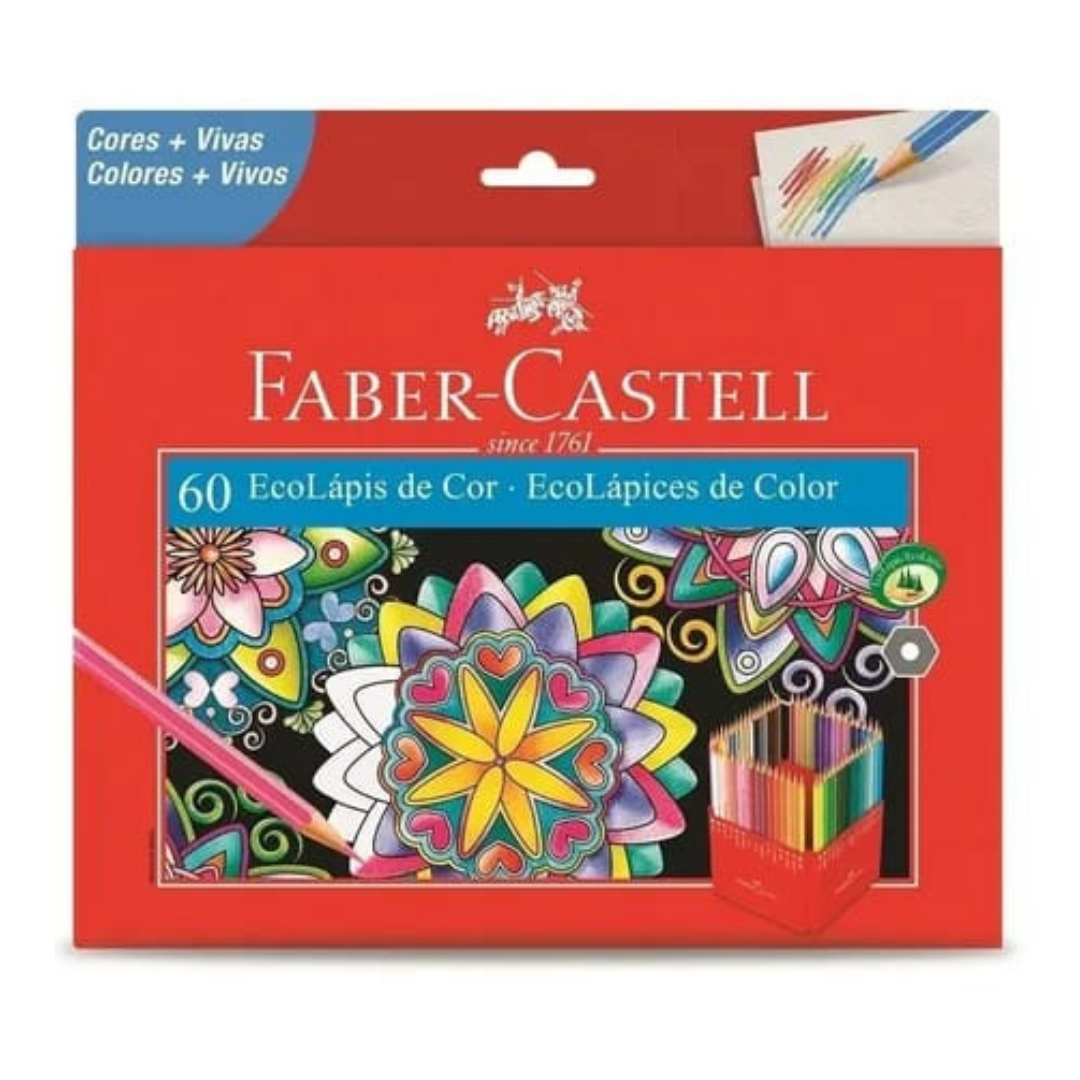 Cores + Vivas
Colores + Vivos
FABER-CASTELL
since 1761
60 EcoLápis de Cor · EcoLápices de Color